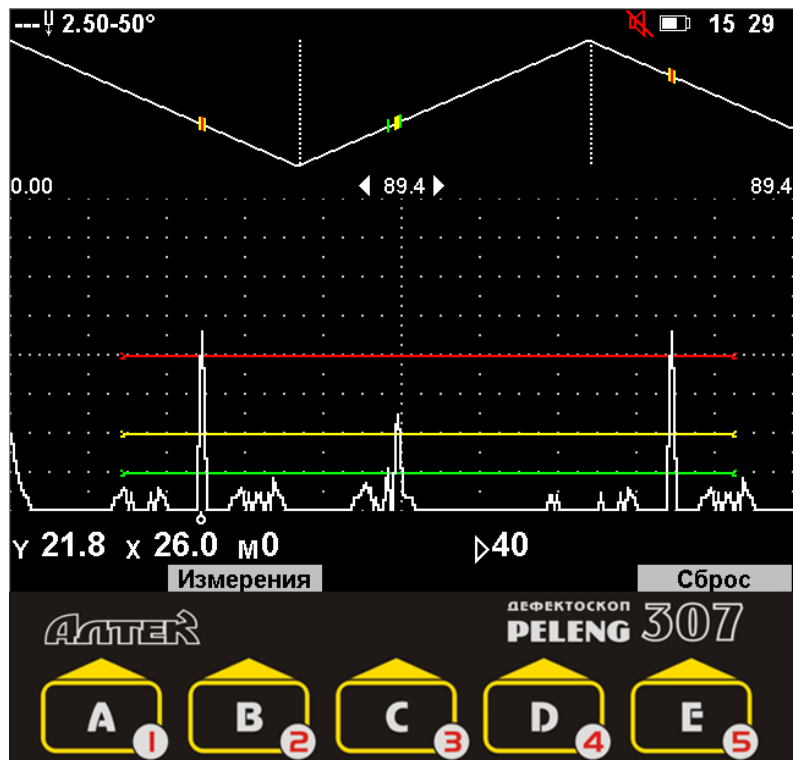 --- 2.50-50° 15 29
0.00 89.4 89.4
Y 21.8 X 26.0 M0 40
Измерения Сброс
АЛТЕК ДЕФЕКТОСКОП
PELENG 307
A 1 B 2 C 3 D 4 E 5